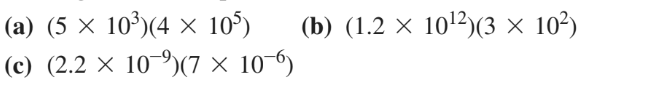 (a) (5 × 10³)(4 × 10⁵) (b) (1.2 × 10¹²)(3 × 10²)
(c) (2.2 × 10⁻⁹)(7 × 10⁻⁶)